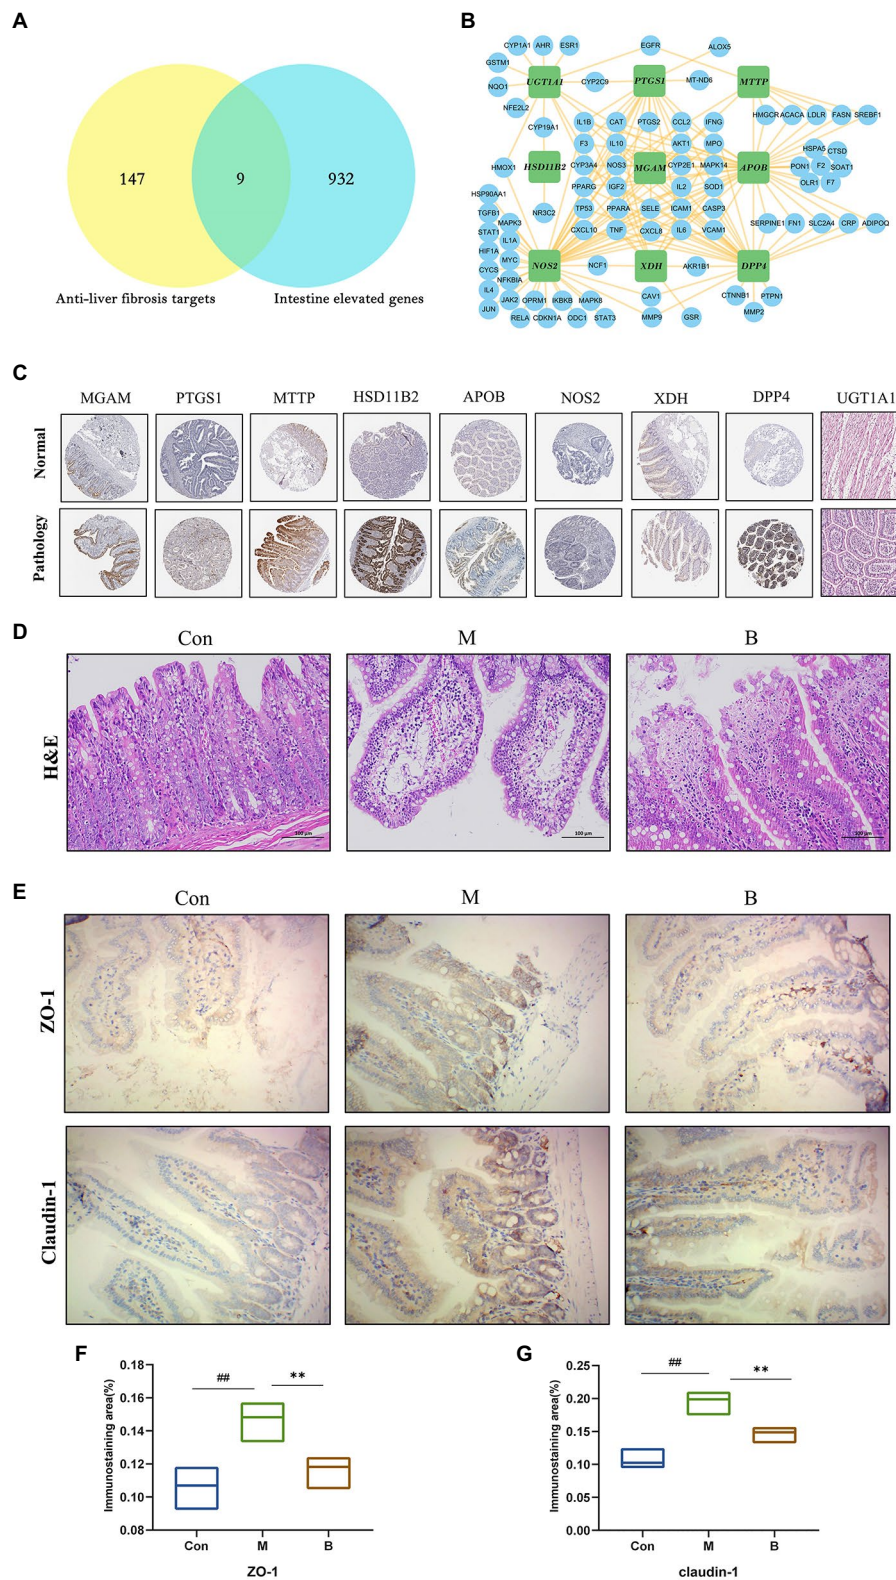 A
147
9
932
Anti-liver fibrosis targets
Intestine elevated genes
B
CYP1A1 AHR ESR1 EGFR ALOX5
GSTM1
UGT1A1 CYP2C9 PTGS1 MT-ND6 MTTP
NQO1
NFE2L2
HMGCR ACACA LDLR FASN SREBF1
CYP19A1 IL1B CAT PTGS2 CCL2 IFNG
F3 IL10 AKT1 MPO
HSPA5 CTSD
HMOX1 HSD11B2 CYP3A4 NOS3 MGAM CYP2E1 MAPK14 APOB PON1 F2 SOAT1
OLR1 F7
HSP90AA1 PPARG IGF2 IL2 SOD1
TGFB1 NR3C2 TP53 PPARA SELE ICAM1 CASP3
MAPK3 SERPINE1 FN1 SLC2A4 CRP ADIPOQ
STAT1 CXCL10 TNF CXCL8 IL6 VCAM1
IL1A
HIF1A
MYC NOS2 NCF1 XDH AKR1B1 DPP4
CYCS
NFKBIA
IL4 CAV1 CTNNB1 PTPN1
JAK2 OPRM1 IKBKB MAPK8
JUN MMP2
RELA CDKN1A ODC1 STAT3 MMP9 GSR
C
MGAM PTGS1 MTTP HSD11B2 APOB NOS2 XDH DPP4 UGT1A1
Normal
Pathology
D
Con M B
H&E
100 μm 100 μm 100 μm
E
Con M B
ZO-1
Claudin-1
F
Immunostaining area(%)
0.18
0.16
0.14
0.12
0.10
0.08
## **
Con M B
ZO-1
G
Immunostaining area(%)
0.25
0.20
0.15
0.10
0.05
0.00
## **
Con M B
claudin-1